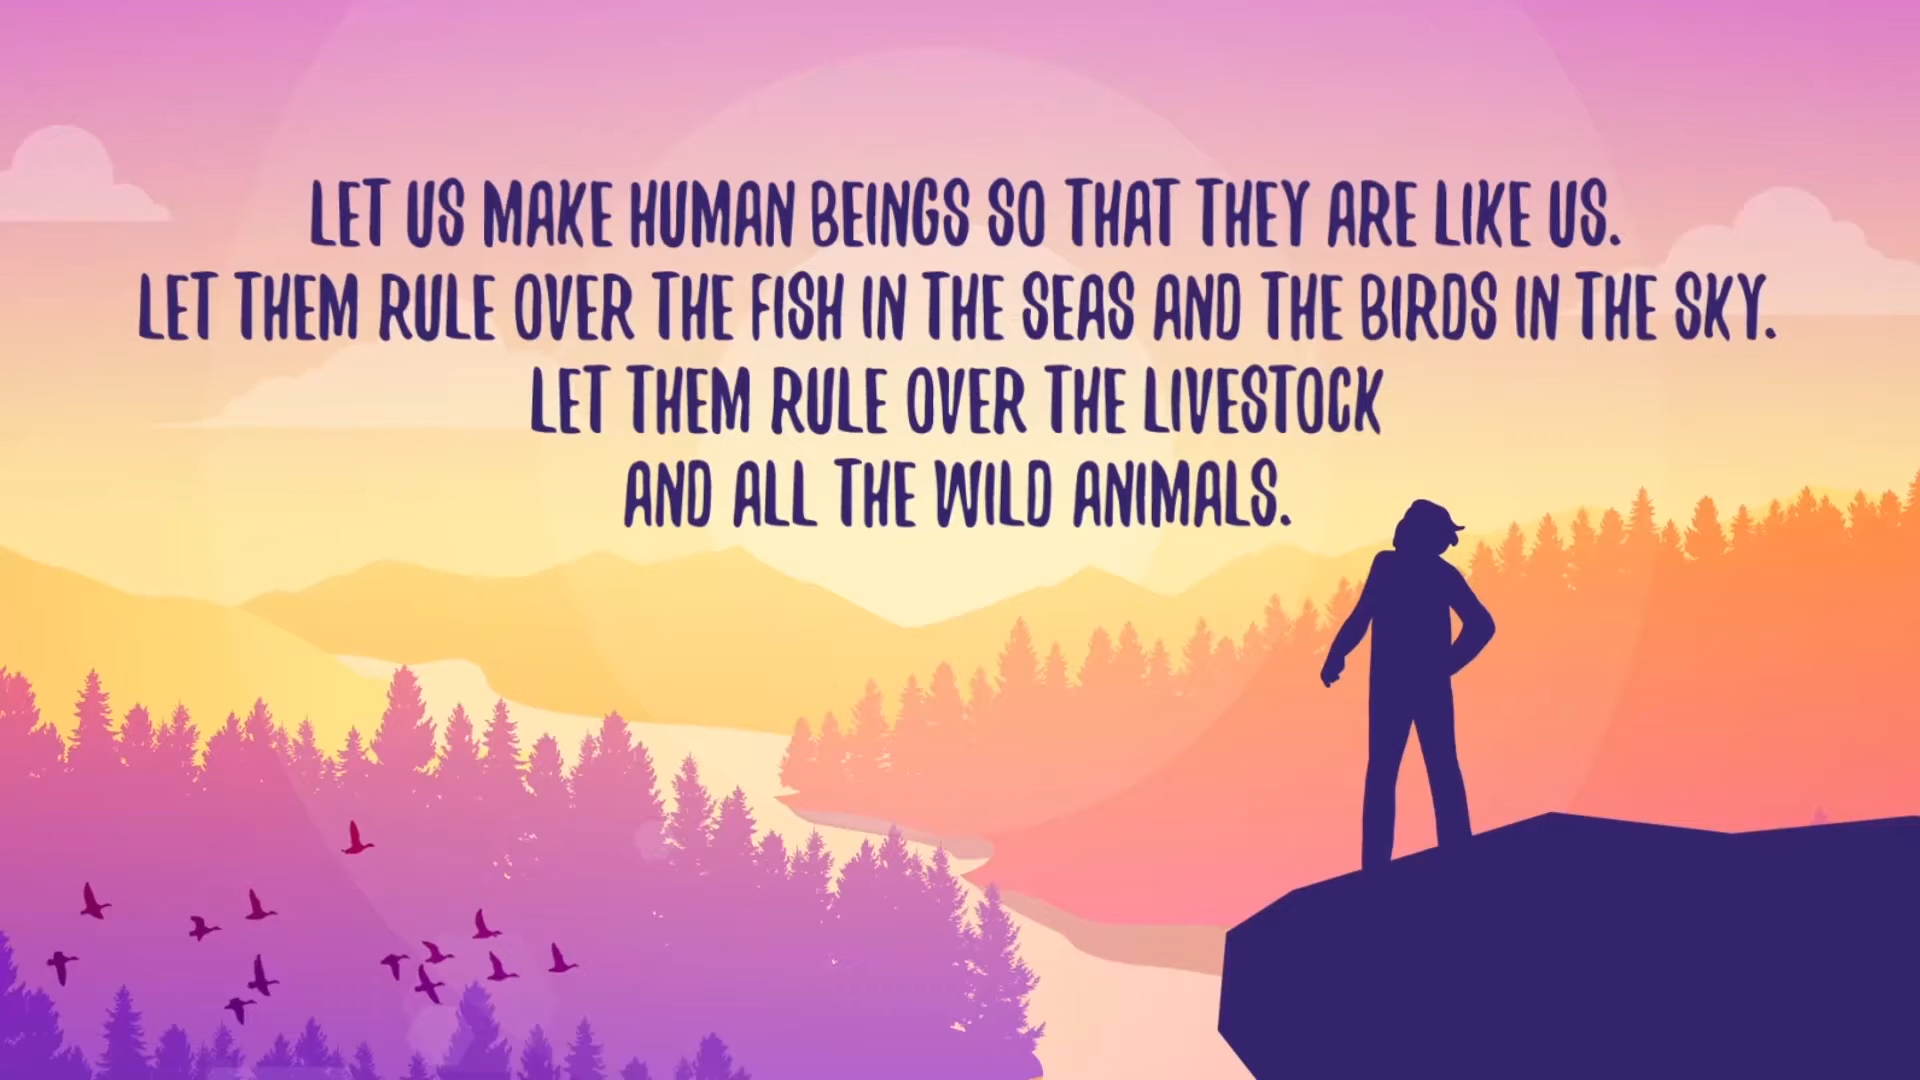 LET US MAKE HUMAN BEINGS SO THAT THEY ARE LIKE US.
LET THEM RULE OVER THE FISH IN THE SEAS AND THE BIRDS IN THE SKY.
LET THEM RULE OVER THE LIVESTOCK
AND ALL THE WILD ANIMALS.